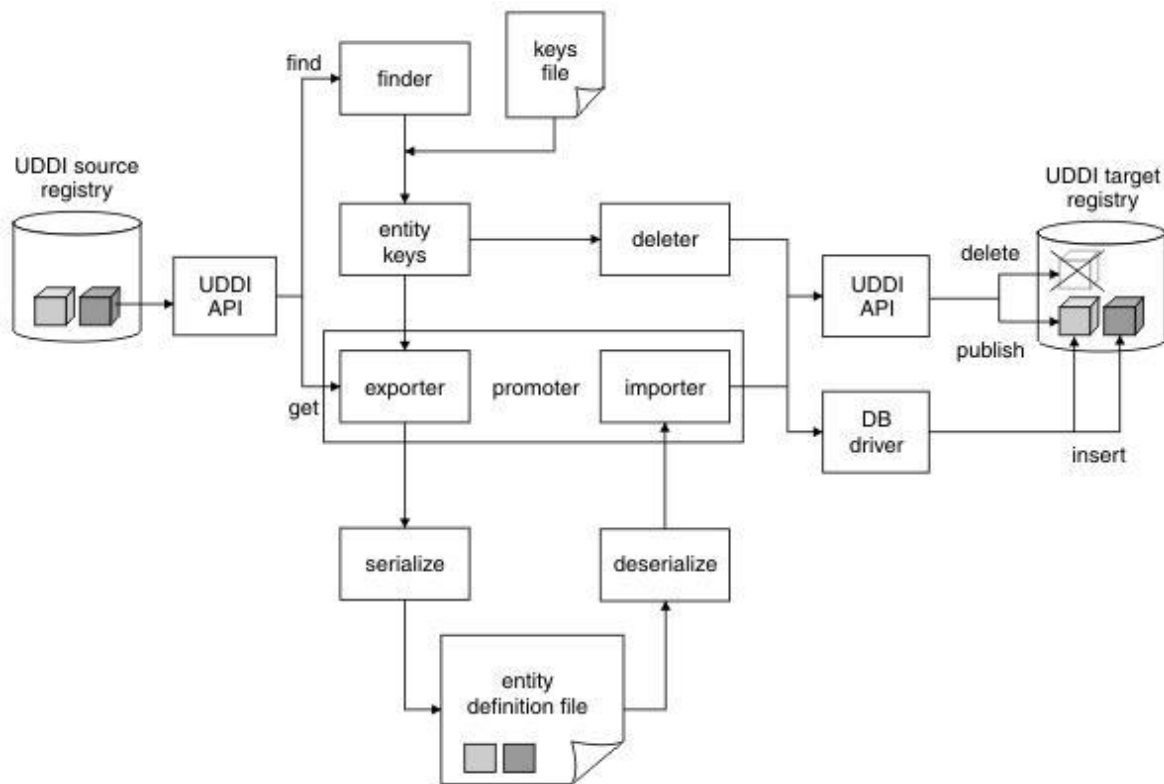 keys
file
find
finder
UDDI source
registry
UDDI target
registry
entity
keys
deleter
delete
UDDI
API
UDDI
API
publish
get
exporter
promoter
importer
DB
driver
insert
serialize
deserialize
entity
definition file